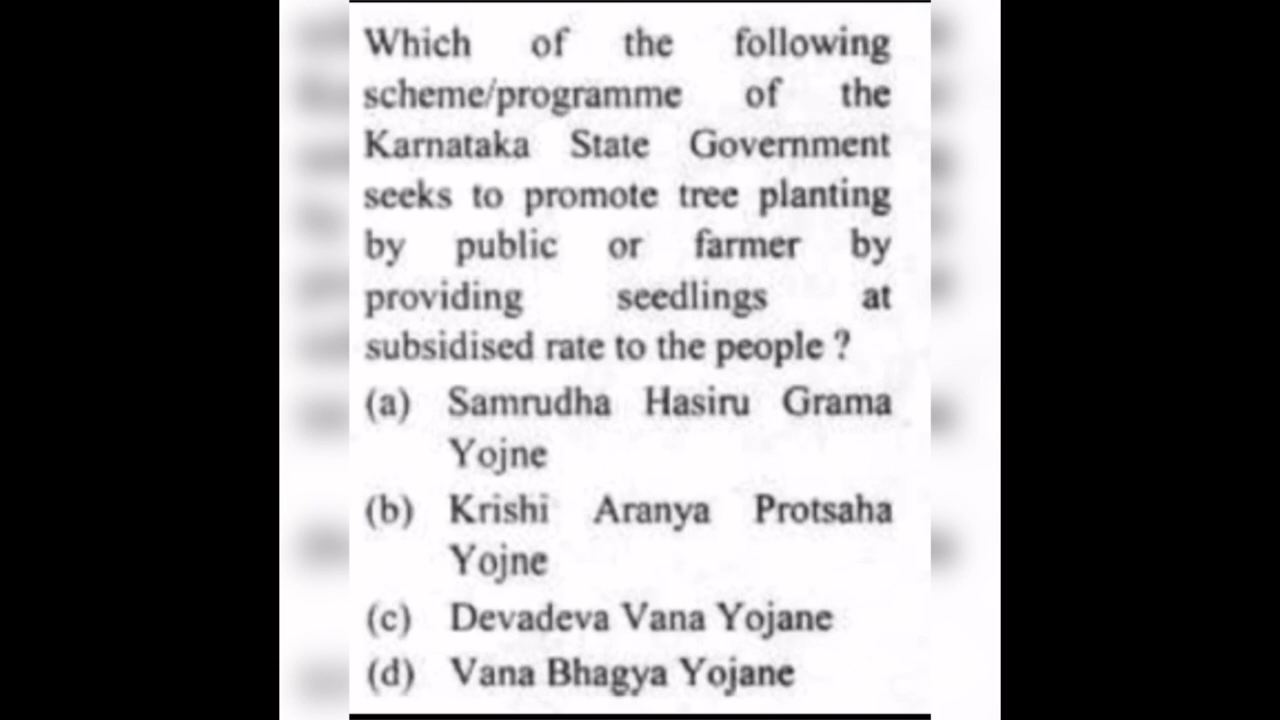 Which of the following
scheme/programme of the
Karnataka State Government
seeks to promote tree planting
by public or farmer by
providing seedlings at
subsidised rate to the people ?
(a) Samrudha Hasiru Grama
Yojne
(b) Krishi Aranya Protsaha
Yojne
(c) Devadeva Vana Yojane
(d) Vana Bhagya Yojane